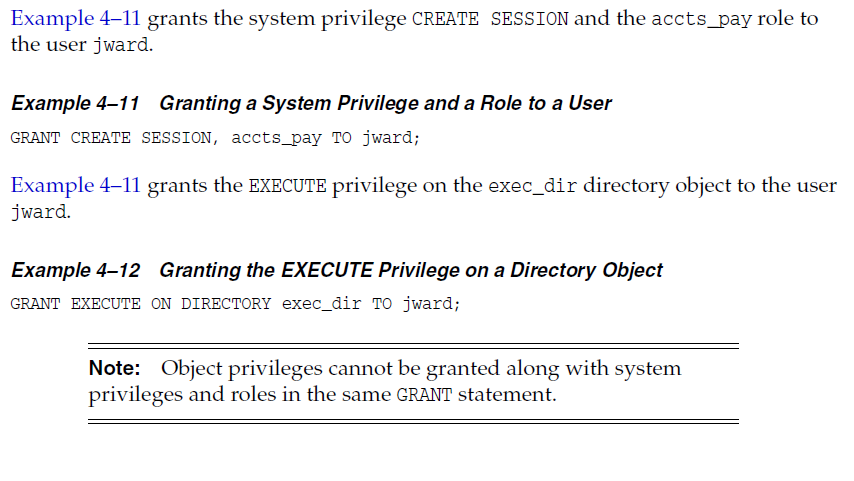 Example 4–11 grants the system privilege CREATE SESSION and the accts_pay role to
the user jward.
Example 4–11 Granting a System Privilege and a Role to a User
GRANT CREATE SESSION, accts_pay TO jward;
Example 4–11 grants the EXECUTE privilege on the exec_dir directory object to the user
jward.
Example 4–12 Granting the EXECUTE Privilege on a Directory Object
GRANT EXECUTE ON DIRECTORY exec_dir TO jward;
Note: Object privileges cannot be granted along with system
privileges and roles in the same GRANT statement.